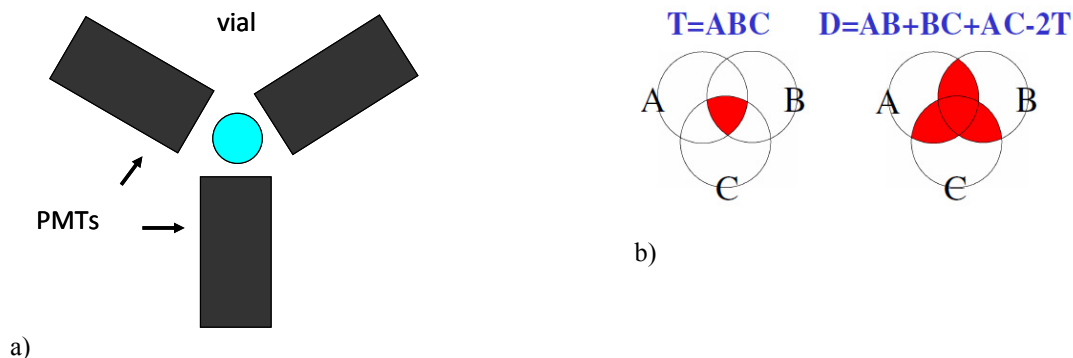 vial
PMTs
a)
T=ABC
A
B
C
D=AB+BC+AC-2T
A
B
C
b)